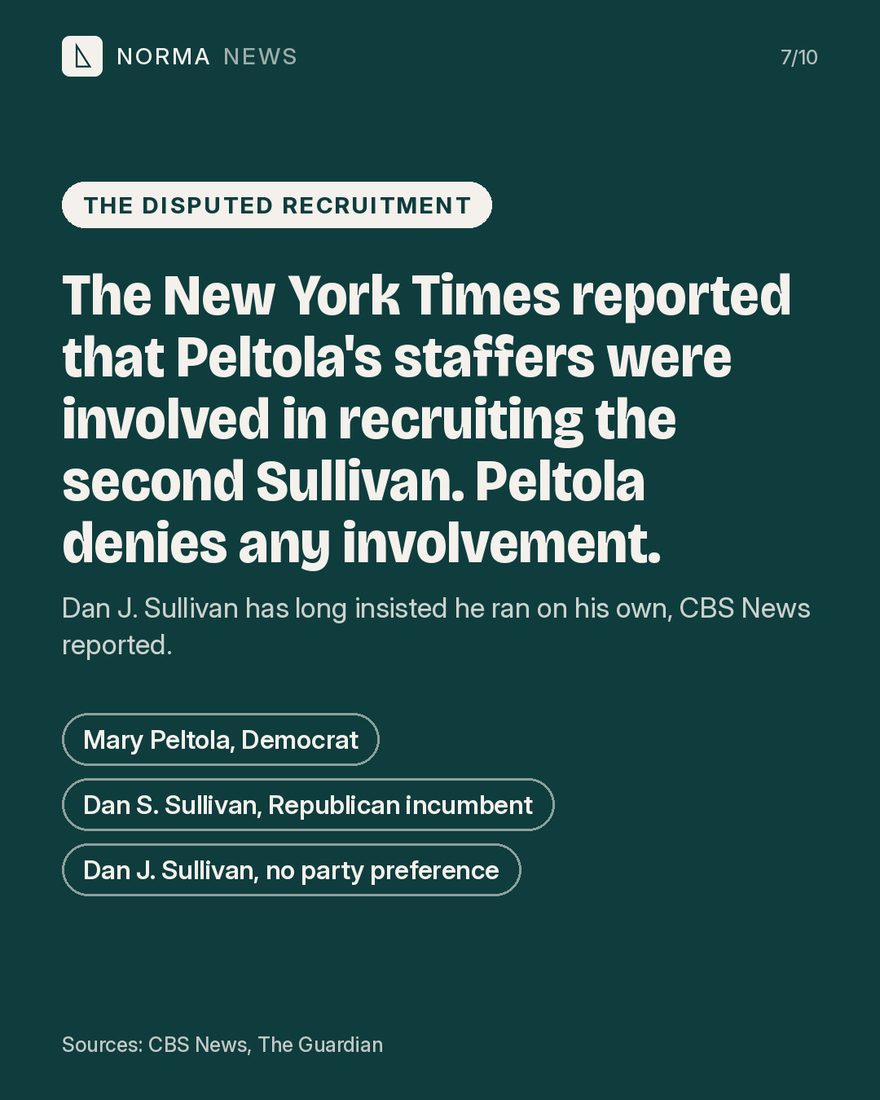 NORMA NEWS
7/10
THE DISPUTED RECRUITMENT
The New York Times reported
that Peltola's staffers were
involved in recruiting the
second Sullivan. Peltola
denies any involvement.
Dan J. Sullivan has long insisted he ran on his own, CBS News
reported.
Mary Peltola, Democrat
Dan S. Sullivan, Republican incumbent
Dan J. Sullivan, no party preference
Sources: CBS News, The Guardian